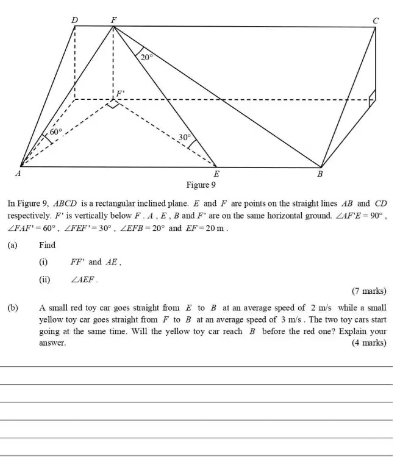 D F C
20°
F'
60°
30°
A E B
Figure 9
In Figure 9, ABCD is a rectangular inclined plane. E and F are points on the straight lines AB and CD
respectively. F' is vertically below F. A, E, B and F' are on the same horizontal ground. ∠AF'E = 90°,
∠FAF' = 60°, ∠FEF' = 30°, ∠EFB = 20° and EF = 20 m.
(a) Find
(i) FF' and AE,
(ii) ∠AEF.
(7 marks)
(b) A small red toy car goes straight from E to B at an average speed of 2 m/s while a small
yellow toy car goes straight from F to B at an average speed of 3 m/s. The two toy cars start
going at the same time. Will the yellow toy car reach B before the red one? Explain your
answer. (4 marks)